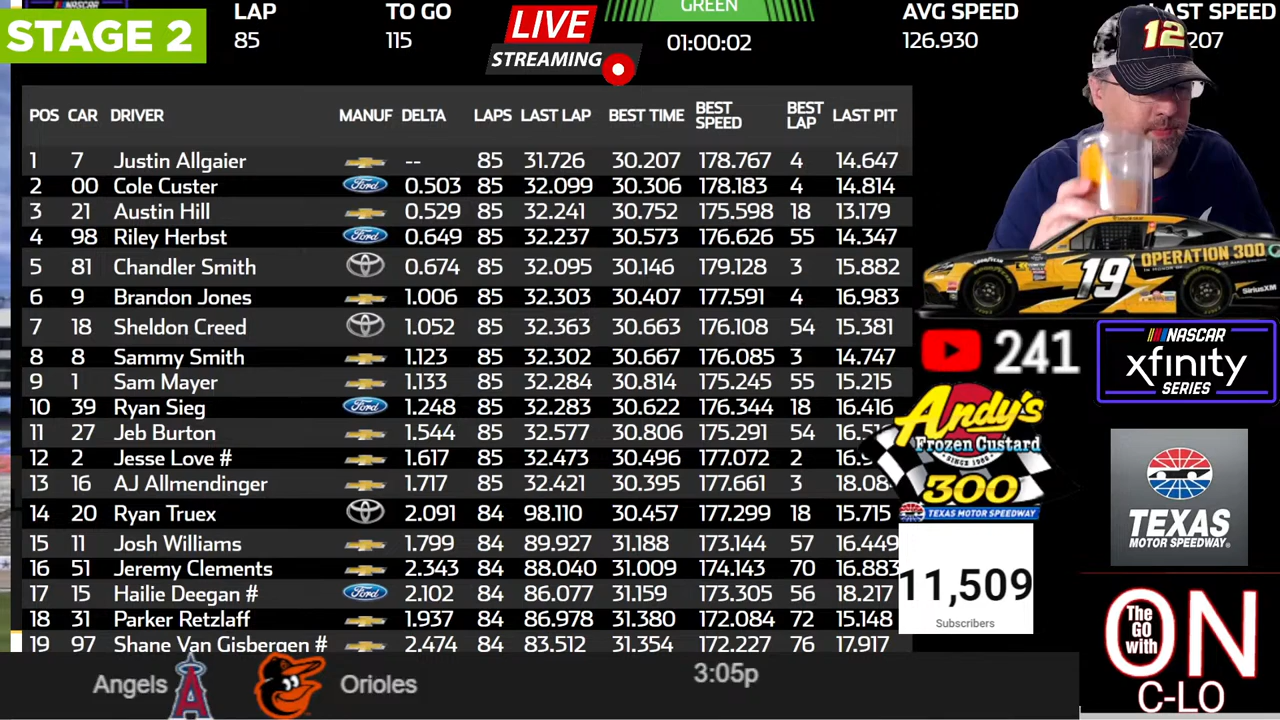 NASCAR
STAGE 2
LAP
85
TO GO
115
LIVE
STREAMING
GREEN
01:00:02
AVG SPEED
126.930
LAST SPEED
207
12
POS CAR DRIVER MANUF DELTA LAPS LAST LAP BEST TIME BEST SPEED BEST LAP LAST PIT
1 7 Justin Allgaier -- 85 31.726 30.207 178.767 4 14.647
2 00 Cole Custer Ford 0.503 85 32.099 30.306 178.183 4 14.814
3 21 Austin Hill 0.529 85 32.241 30.752 175.598 18 13.179
4 98 Riley Herbst Ford 0.649 85 32.237 30.573 176.626 55 14.347
5 81 Chandler Smith 0.674 85 32.095 30.146 179.128 3 15.882
6 9 Brandon Jones 1.006 85 32.303 30.407 177.591 4 16.983
7 18 Sheldon Creed 1.052 85 32.363 30.663 176.108 54 15.381
8 8 Sammy Smith 1.123 85 32.302 30.667 176.085 3 14.747
9 1 Sam Mayer 1.133 85 32.284 30.814 175.245 55 15.215
10 39 Ryan Sieg Ford 1.248 85 32.283 30.622 176.344 18 16.416
11 27 Jeb Burton 1.544 85 32.577 30.806 175.291 54
12 2 Jesse Love # 1.617 85 32.473 30.496 177.072 2
13 16 AJ Allmendinger 1.717 85 32.421 30.395 177.661 3 18.08
14 20 Ryan Truex 2.091 84 98.110 30.457 177.299 18 15.715
15 11 Josh Williams 1.799 84 89.927 31.188 173.144 57 16.449
16 51 Jeremy Clements 2.343 84 88.040 31.009 174.143 70 16.883
17 15 Hailie Deegan # Ford 2.102 84 86.077 31.159 173.305 56 18.217
18 31 Parker Retzlaff 1.937 84 86.978 31.380 172.084 72 15.148
19 97 Shane Van Gisbergen # 2.474 84 83.512 31.354 172.227 76 17.917
19 OPERATION 300
SiriusXM
241
NASCAR
xfinity
SERIES
Andy's
Frozen Custard
SINCE 1986
300
TEXAS MOTOR SPEEDWAY
TEXAS
MOTOR SPEEDWAY
11,509
Subscribers
The GO with ON
C-LO
Angels A Orioles 3:05p